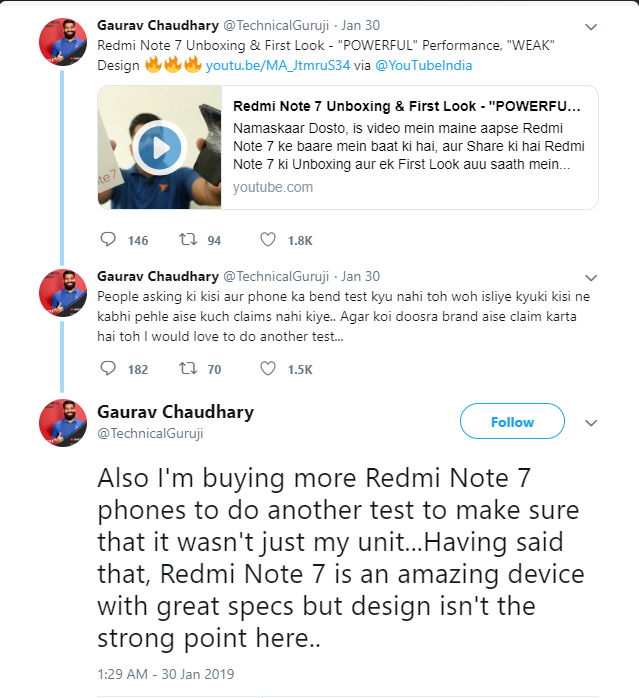 Gaurav Chaudhary @TechnicalGuruji · Jan 30
Redmi Note 7 Unboxing & First Look - "POWERFUL" Performance, "WEAK"
Design 🔥🔥🔥 youtu.be/MA_JtmruS34 via @YouTubeIndia
Redmi Note 7 Unboxing & First Look - "POWERFU...
Namaskaar Dosto, is video mein maine aapse Redmi
Note 7 ke baare mein baat ki hai, aur Share ki hai Redmi
Note 7 ki Unboxing aur ek First Look auu saath mein...
youtube.com
te 7
146 94 1.8K
Gaurav Chaudhary @TechnicalGuruji · Jan 30
People asking ki kisi aur phone ka bend test kyu nahi toh woh isliye kyuki kisi ne
kabhi pehle aise kuch claims nahi kiye.. Agar koi doosra brand aise claim karta
hai toh I would love to do another test...
182 70 1.5K
Gaurav Chaudhary
@TechnicalGuruji
Follow
Also I'm buying more Redmi Note 7
phones to do another test to make sure
that it wasn't just my unit...Having said
that, Redmi Note 7 is an amazing device
with great specs but design isn't the
strong point here..
1:29 AM - 30 Jan 2019